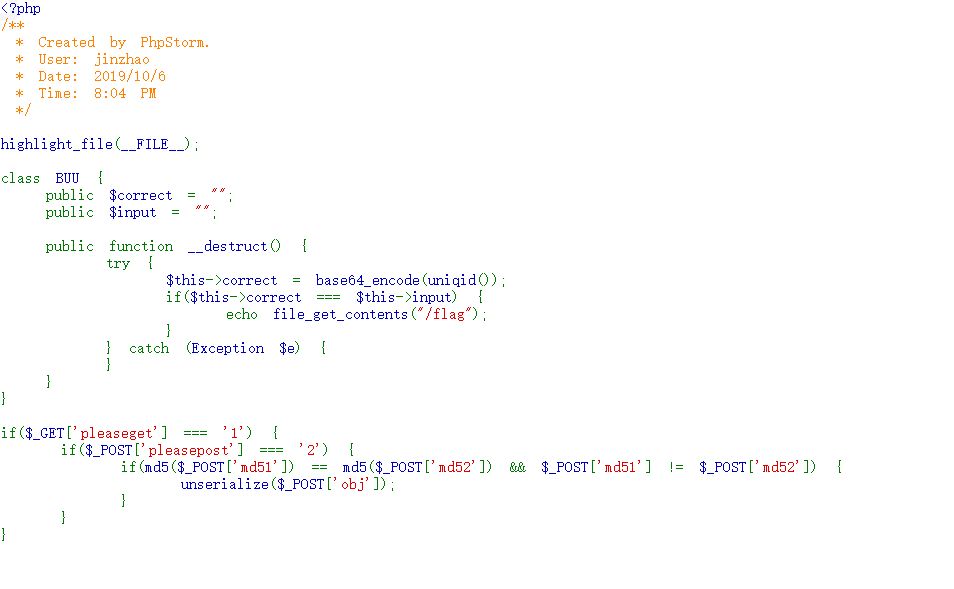 <?php
/**
 * Created by PhpStorm.
 * User: jinzhao
 * Date: 2019/10/6
 * Time: 8:04 PM
 */
highlight_file(__FILE__);
class BUU {
public $correct = "";
public $input = "";
public function __destruct() {
try {
$this->correct = base64_encode(uniqid());
if($this->correct === $this->input) {
echo file_get_contents("/flag");
}
} catch (Exception $e) {
}
}
}
if($_GET['pleaseget'] === '1') {
if($_POST['pleasepost'] === '2') {
if(md5($_POST['md51']) == md5($_POST['md52']) && $_POST['md51'] != $_POST['md52']) {
unserialize($_POST['obj']);
}
}
}